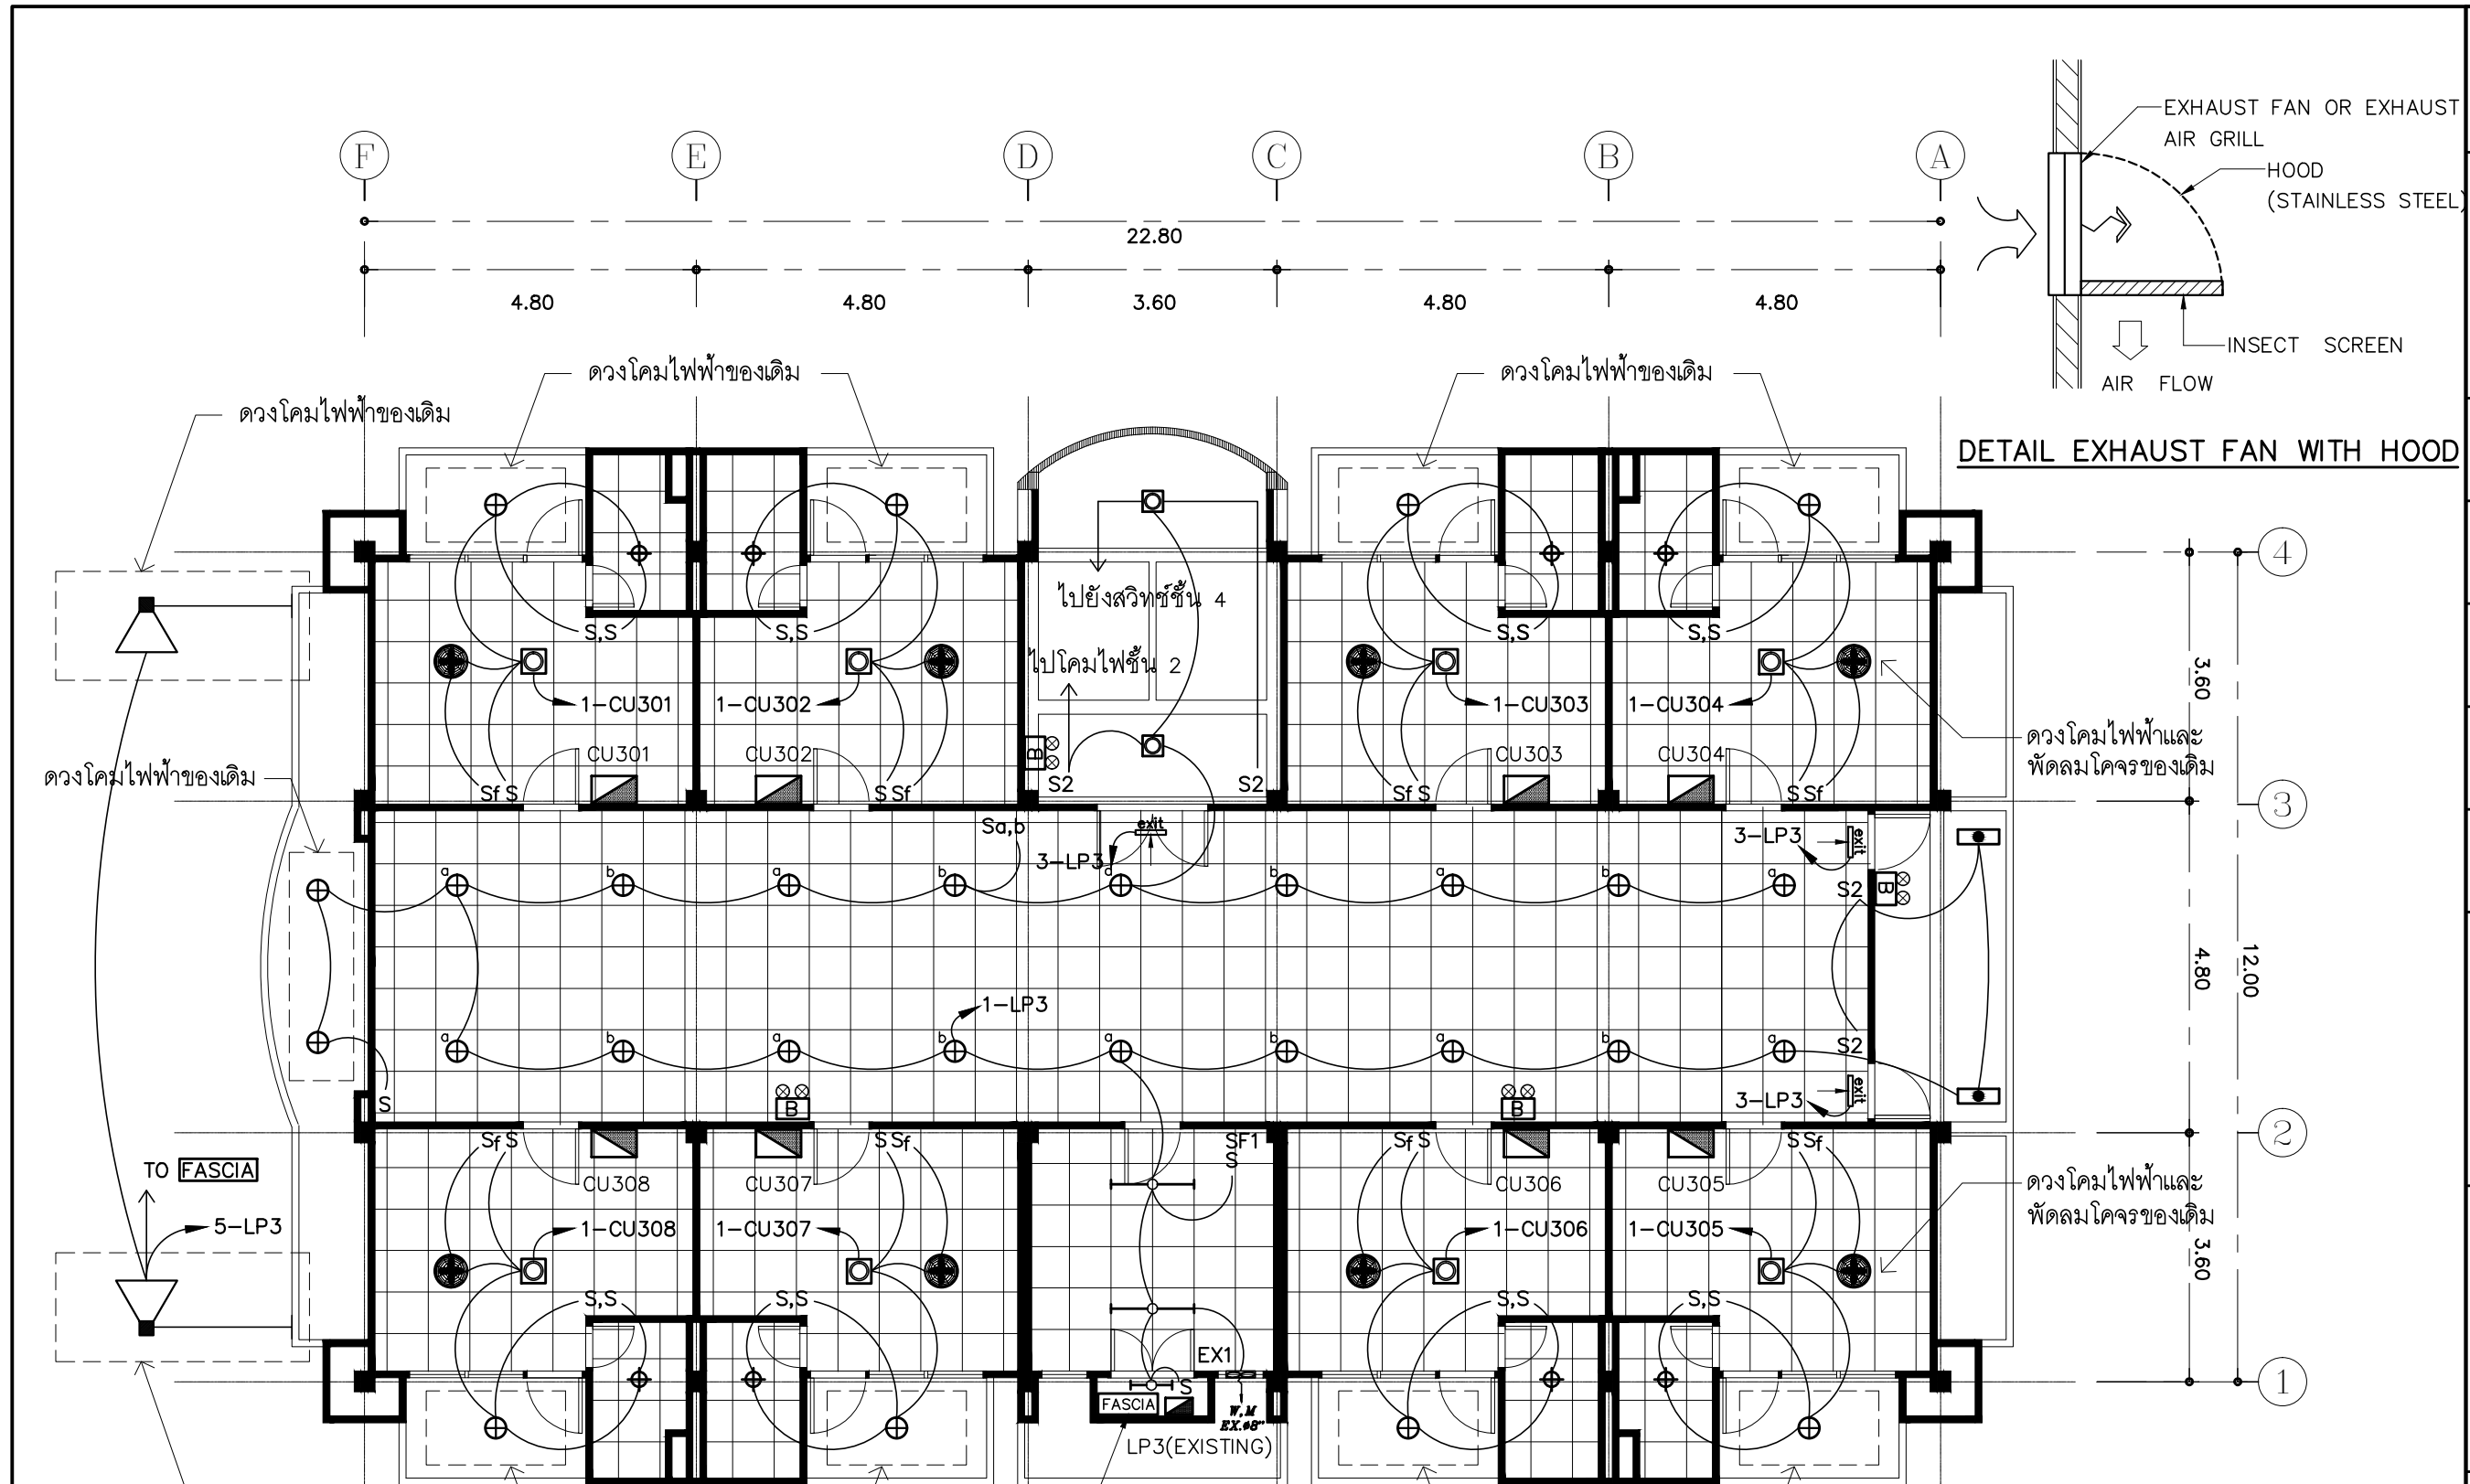 EXHAUST FAN OR EXHAUST
AIR GRILL
HOOD
(STAINLESS STEEL)
INSECT SCREEN
AIR FLOW
DETAIL EXHAUST FAN WITH HOOD
F
E
D
C
B
A
22.80
4.80
4.80
3.60
4.80
4.80
ดวงโคมไฟฟ้าของเดิม
ดวงโคมไฟฟ้าของเดิม
ดวงโคมไฟฟ้าของเดิม
4
ไปยังสวิทช์ชั้น 4
S,S
S,S
S,S
S,S
ไปโคมไฟชั้น 2
3.60
1-CU301
1-CU302
1-CU303
1-CU304
ดวงโคมไฟฟ้าและ
พัดลมโคจรของเดิม
CU301
CU302
B
CU303
CU304
ดวงโคมไฟฟ้าของเดิม
Sf S
S Sf
S2
S2
Sf S
S Sf
3
Sa,b
exit
3-LP3
3-LP3
exit
a
b
a
b
a
b
a
b
a
S2
B
4.80
12.00
1-LP3
a
b
a
b
a
b
a
b
a
S2
S
B
B
3-LP3
exit
2
Sf S
S Sf
SF1
S
Sf S
S Sf
TO FASCIA
CU308
CU307
CU306
CU305
ดวงโคมไฟฟ้าและ
พัดลมโคจรของเดิม
5-LP3
1-CU308
1-CU307
1-CU306
1-CU305
3.60
S,S
S,S
S,S
S,S
EX1
S
1
FASCIA
W,M
EX.ø8"
LP3(EXISTING)